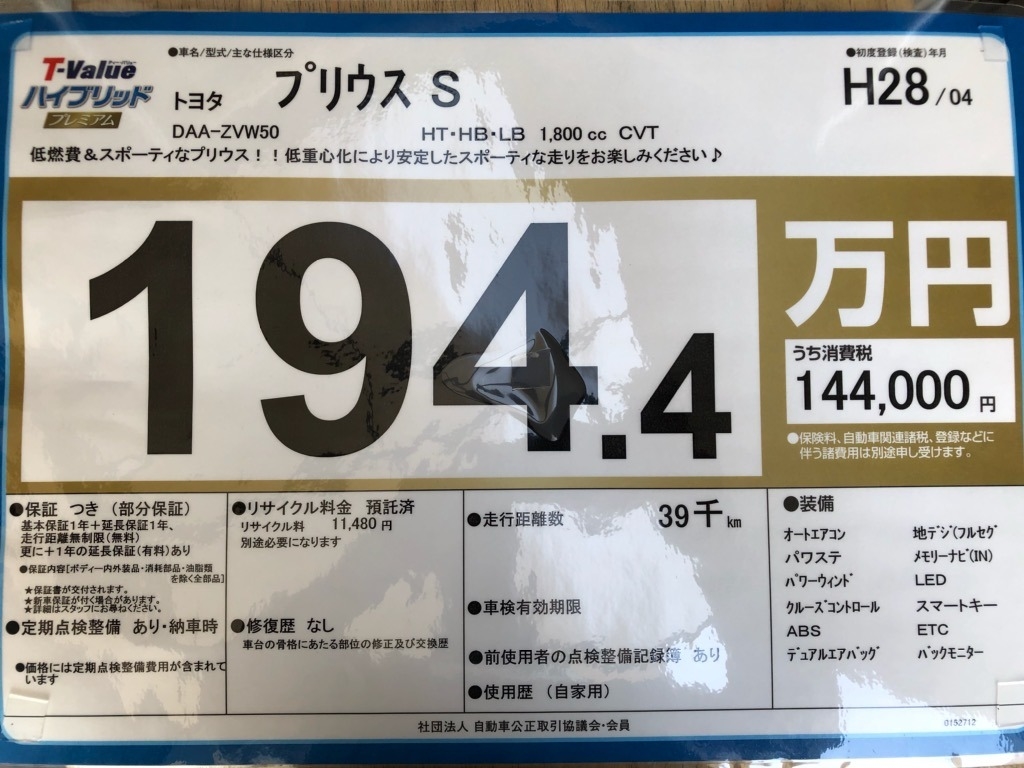 T-Value
ハイブリッド
プレミアム
●車名/型式/主な仕様区分
●初度登録(検査)年月
トヨタ プリウス S
H28/04
DAA-ZVW50 HT・HB・LB 1,800 cc CVT
低燃費&スポーティなプリウス!!低重心化により安定したスポーティな走りをお楽しみください♪
194.4
万円
うち消費税
144,000 円
●保険料、自動車関連諸税、登録などに
伴う諸費用は別途申し受けます。
●保証 つき (部分保証)
基本保証1年+延長保証1年、
走行距離無制限(無料)
更に+1年の延長保証(有料)あり
●保証内容[ボディー内外装品・消耗部品・油脂類
を除く全部品]
★保証書が交付されます。
★新車保証が付く場合があります。
★詳細はスタッフにお尋ねください。
●定期点検整備 あり・納車時
●価格には定期点検整備費用が含まれて
います
●リサイクル料金 預託済
リサイクル料 11,480 円
別途必要になります
●修復歴 なし
車台の骨格にあたる部位の修正及び交換歴
●走行距離数 39千km
●車検有効期限
●前使用者の点検整備記録簿 あり
●使用歴 (自家用)
●装備
オートエアコン 地デジ(フルセグ
パワステ メモリーナビ(IN)
パワーウィンド LED
クルーズコントロール スマートキー
ABS ETC
デュアルエアバッグ バックモニター
社団法人 自動車公正取引協議会・会員
0152712